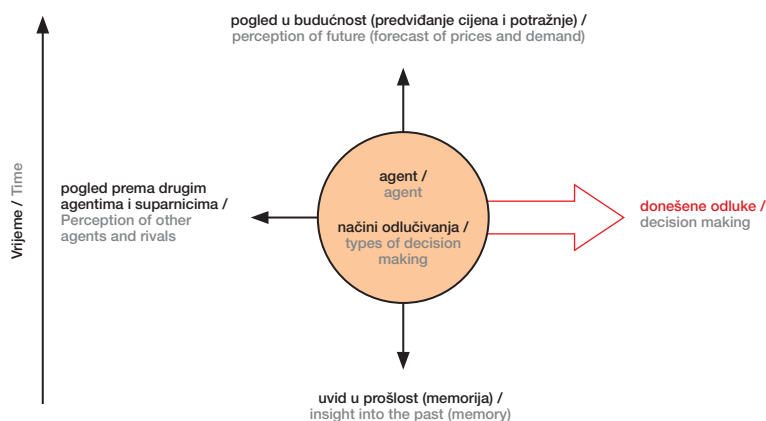 pogled u budućnost (predviđanje cijena i potražnje) /
perception of future (forecast of prices and demand)
Vrijeme / Time
pogled prema drugim
agentima i suparnicima /
Perception of other
agents and rivals
agent /
agent
načini odlučivanja /
types of decision
making
donešene odluke /
decision making
uvid u prošlost (memorija) /
insight into the past (memory)